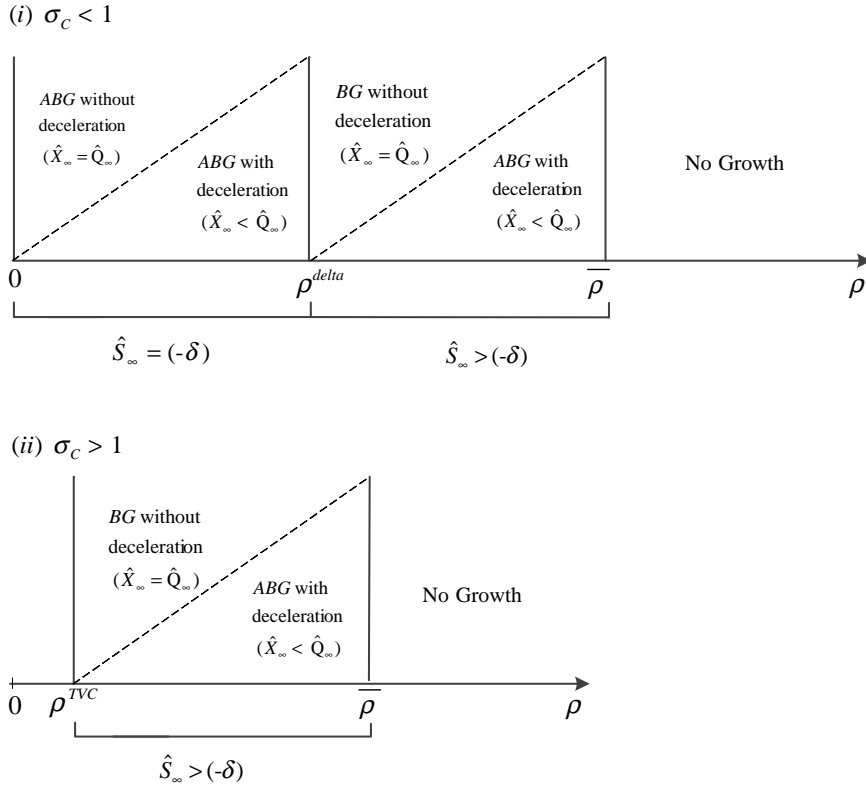 (i) σ_C < 1
ABG without
deceleration
(X̂_∞ = Q̂_∞)
ABG with
deceleration
(X̂_∞ < Q̂_∞)
BG without
deceleration
(X̂_∞ = Q̂_∞)
ABG with
deceleration
(X̂_∞ < Q̂_∞)
No Growth
0 ρ^delta ρ̅ ρ
Ŝ_∞ = (-δ) Ŝ_∞ > (-δ)
(ii) σ_C > 1
BG without
deceleration
(X̂_∞ = Q̂_∞)
ABG with
deceleration
(X̂_∞ < Q̂_∞)
No Growth
0 ρ^TVC ρ̅ ρ
Ŝ_∞ > (-δ)